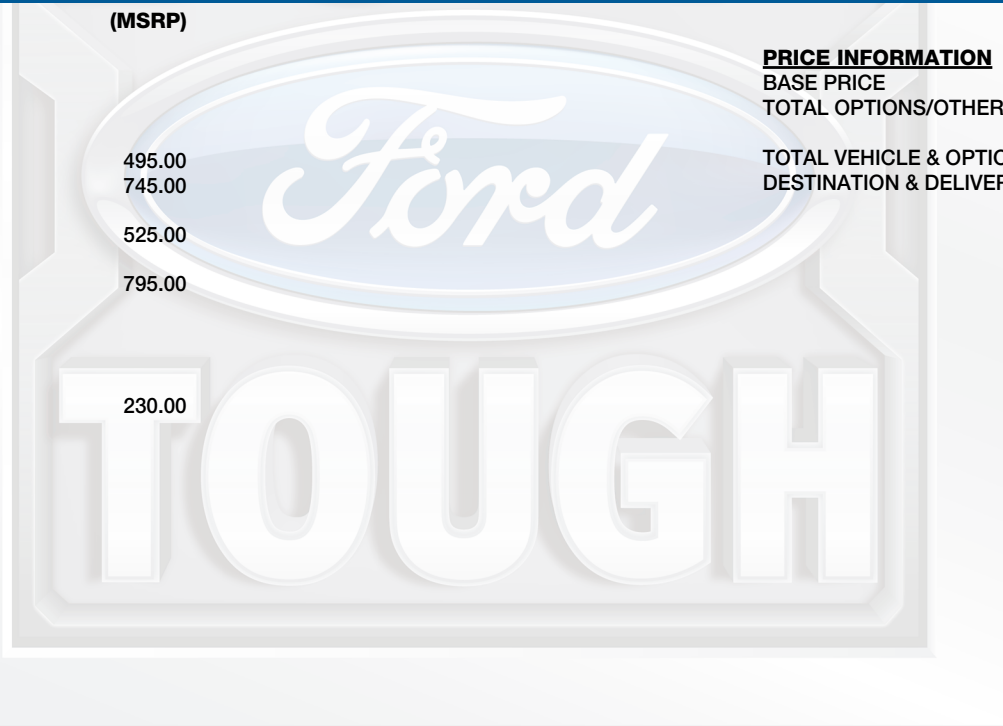 (MSRP)
495.00
745.00
525.00
795.00
230.00
PRICE INFORMATION
BASE PRICE
TOTAL OPTIONS/OTHER
TOTAL VEHICLE & OPTIO
DESTINATION & DELIVER
Ford
TOUGH